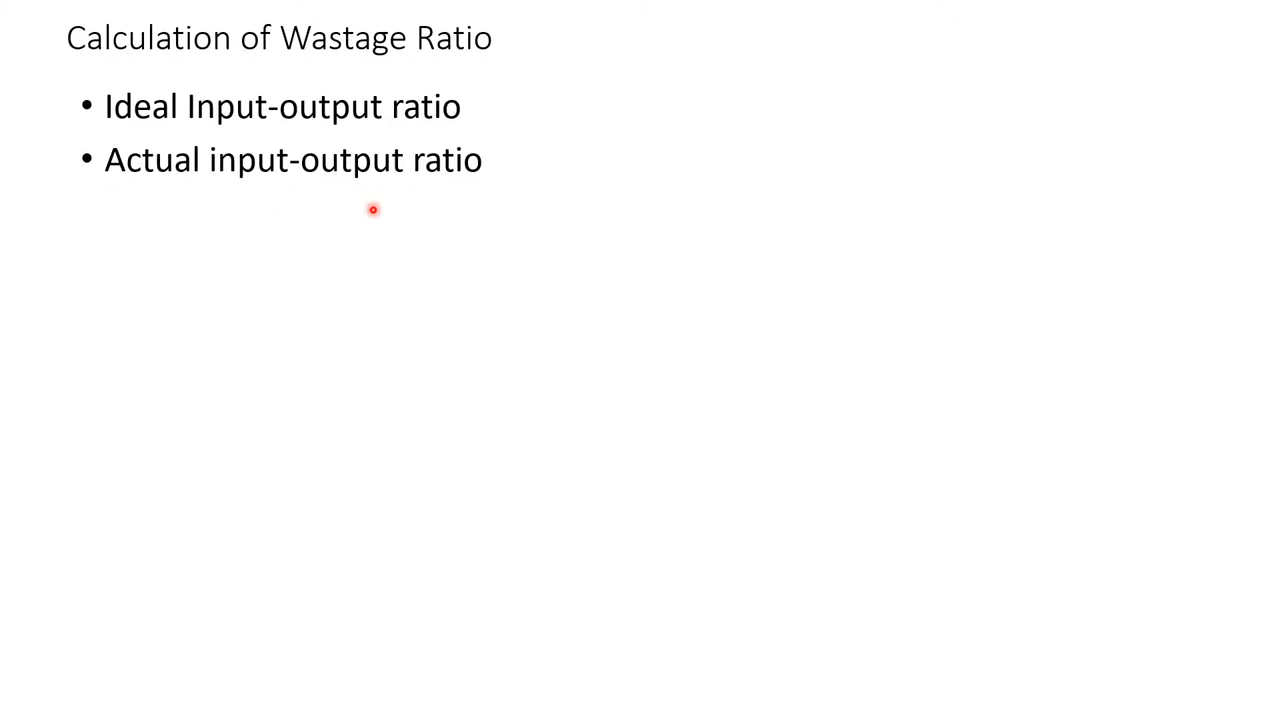 Calculation of Wastage Ratio
• Ideal Input-output ratio
• Actual input-output ratio